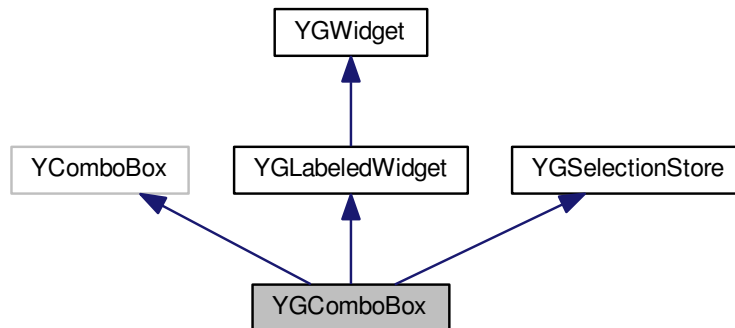 YGWidget
YComboBox
YGLabeledWidget
YGSelectionStore
YGComboBox